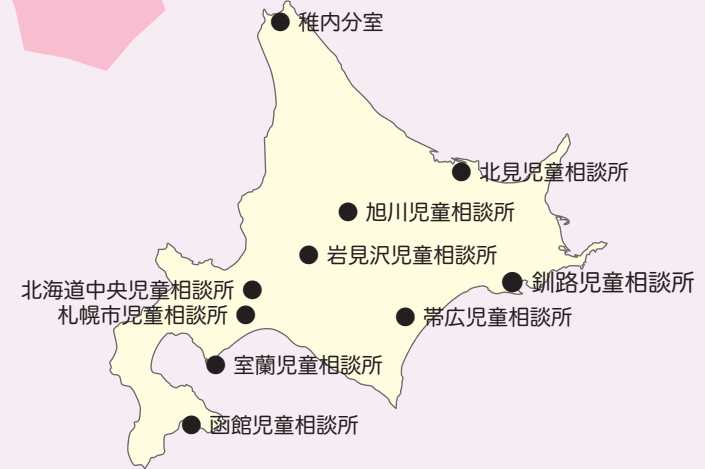 稚内分室
北見児童相談所
旭川児童相談所
岩見沢児童相談所
釧路児童相談所
北海道中央児童相談所
札幌市児童相談所
帯広児童相談所
室蘭児童相談所
函館児童相談所